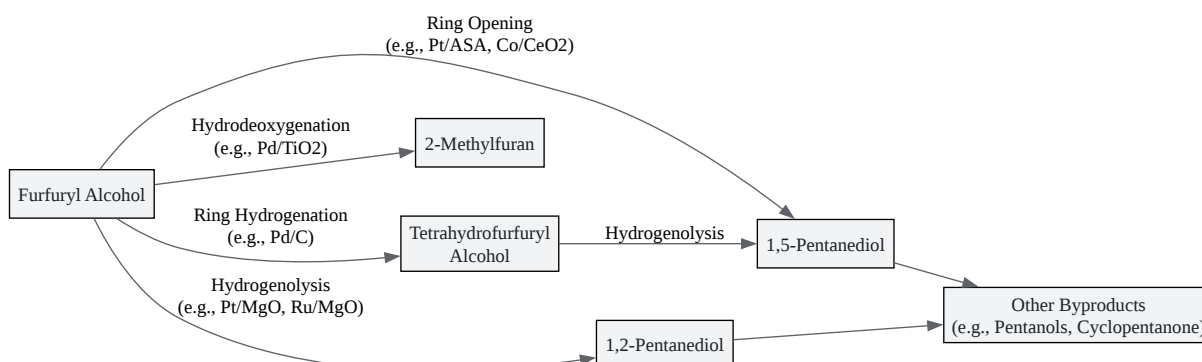 Ring Opening
(e.g., Pt/ASA, Co/CeO2)
Hydrodeoxygenation
(e.g., Pd/TiO2)
2-Methylfuran
Furfuryl Alcohol
Ring Hydrogenation
(e.g., Pd/C)
Tetrahydrofurfuryl
Alcohol
Hydrogenolysis
1,5-Pentanediol
Hydrogenolysis
(e.g., Pt/MgO, Ru/MgO)
Other Byproducts
(e.g., Pentanols, Cyclopentanone)
1,2-Pentanediol